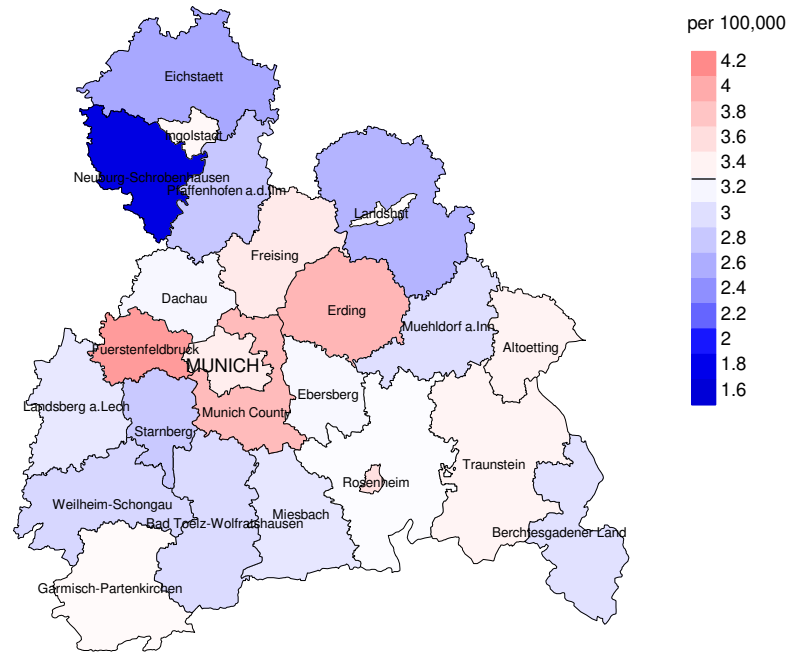 per 100,000
4.2
4
3.8
3.6
3.4
3.2
3
2.8
2.6
2.4
2.2
2
1.8
1.6
Eichstaett
Ingolstadt
Neuburg-Schrobenhausen
Pfaffenhofen a.d.Ilm
Landshut
Freising
Dachau
Erding
Muehldorf a.Inn
Fuerstenfeldbruck
Altoetting
MUNICH
Ebersberg
Landsberg a.Lech
Munich County
Starnberg
Traunstein
Rosenheim
Weilheim-Schongau
Miesbach
Bad Toelz-Wolfratshausen
Berchtesgadener Land
Garmisch-Partenkirchen